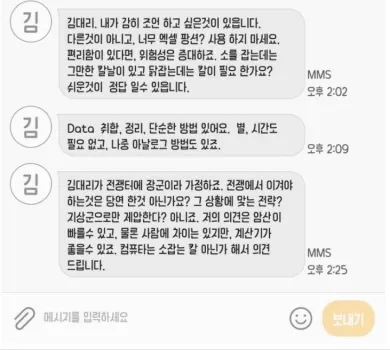 김
김대리. 내가 감히 조언 하고 싶은것이 있읍니다.
다른것이 아니고, 너무 엑셀 팡션? 사용 하지 마세요.
편리함이 있다면, 위험성은 증대하죠. 소를 잡는데는
그만한 칼날이 있고 닭잡는데는 칼이 필요 한가요?
쉬운것이 정답 일수 있읍니다.
MMS
오후 2:02
김
Data 취합, 정리, 단순한 방법 있어요. 별, 시간도
필요 없고, 나중 아날로그 방법도 있죠.
오후 2:09
김
김대리가 전쟁터에 장군이라 가정하죠. 전쟁에서 이겨야
하는것은 당연 한것 아닌가요? 그 상황에 맞는 전략?
지상군으로만 제압한다? 아니죠. 저의 의견은 암산이
빠를수 있고, 물론 사람에 차이는 있지만, 계산기가
좋을수 있죠. 컴퓨타는 소잡는 칼 아닌가 해서 의견
드립니다.
MMS
오후 2:25
메시지를 입력하세요
보내기